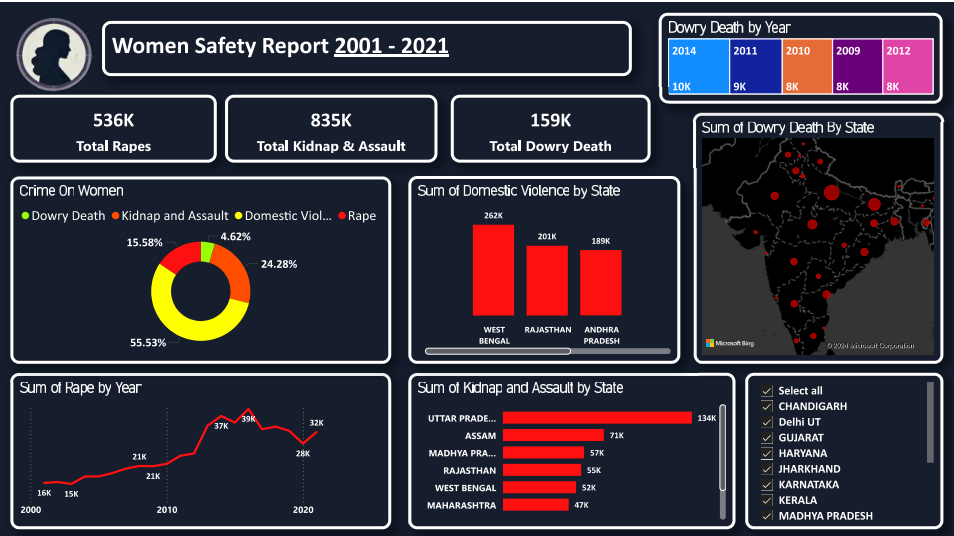 Women Safety Report 2001 - 2021
Dowry Death by Year
2014
2011
2010
2009
2012
10K
9K
8K
8K
8K
536K
Total Rapes
835K
Total Kidnap & Assault
159K
Total Dowry Death
Sum of Dowry Death By State
Microsoft Bing
© 2024 Microsoft Corporation
Crime On Women
Dowry Death
Kidnap and Assault
Domestic Viol...
Rape
15.58%
4.62%
24.28%
55.53%
Sum of Domestic Violence by State
262K
201K
189K
WEST
BENGAL
RAJASTHAN
ANDHRA
PRADESH
Sum of Rape by Year
16K
15K
21K
21K
37K
39K
28K
32K
2000
2010
2020
Sum of Kidnap and Assault by State
UTTAR PRADE... 134K
ASSAM 71K
MADHYA PRA... 57K
RAJASTHAN 55K
WEST BENGAL 52K
MAHARASHTRA 47K
Select all
CHANDIGARH
Delhi UT
GUJARAT
HARYANA
JHARKHAND
KARNATAKA
KERALA
MADHYA PRADESH